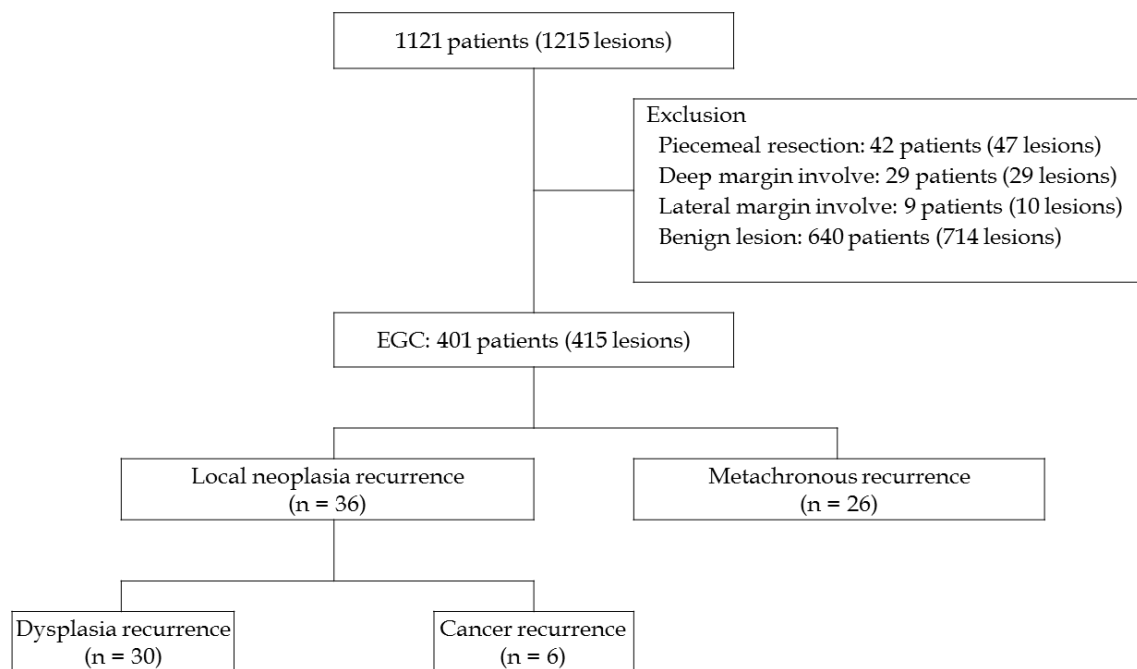 1121 patients (1215 lesions)
Exclusion
Piecemeal resection: 42 patients (47 lesions)
Deep margin involve: 29 patients (29 lesions)
Lateral margin involve: 9 patients (10 lesions)
Benign lesion: 640 patients (714 lesions)
EGC: 401 patients (415 lesions)
Local neoplasia recurrence
(n = 36)
Metachronous recurrence
(n = 26)
Dysplasia recurrence
(n = 30)
Cancer recurrence
(n = 6)